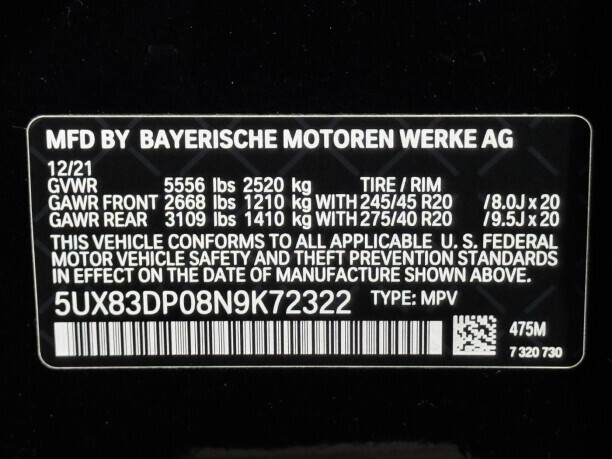 MFD BY BAYERISCHE MOTOREN WERKE AG
12/21
GVWR 5556 lbs 2520 kg TIRE / RIM
GAWR FRONT 2668 lbs 1210 kg WITH 245/45 R20 /8.0J x 20
GAWR REAR 3109 lbs 1410 kg WITH 275/40 R20 /9.5J x 20
THIS VEHICLE CONFORMS TO ALL APPLICABLE U. S. FEDERAL
MOTOR VEHICLE SAFETY AND THEFT PREVENTION STANDARDS
IN EFFECT ON THE DATE OF MANUFACTURE SHOWN ABOVE.
5UX83DP08N9K72322 TYPE: MPV
475M
7 320 730